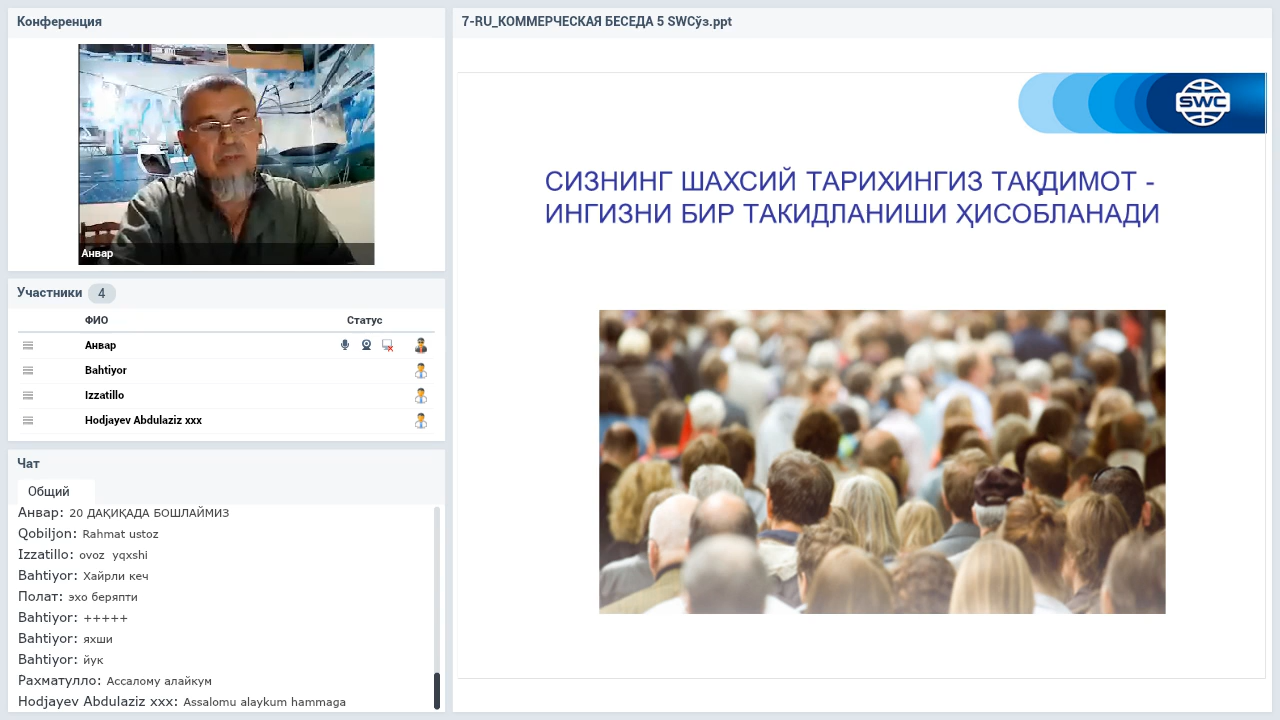 Конференция
Анвар
Участники 4
ФИО Статус
Анвар
Bahtiyor
Izzatillo
Hodjayev Abdulaziz xxx
Чат
Общий
Анвар: 20 ДАҚИҚАДА БОШЛАЙМИЗ
Qobiljon: Rahmat ustoz
Izzatillo: ovoz yqxshi
Bahtiyor: Хайрли кеч
Полат: эхо беряпти
Bahtiyor: +++++
Bahtiyor: яхши
Bahtiyor: йук
Рахматулло: Ассалому алайкум
Hodjayev Abdulaziz xxx: Assalomu alaykum hammaga
7-RU_КОММЕРЧЕСКАЯ БЕСЕДА 5 SWCўз.ppt
SWC
СИЗНИНГ ШАХСИЙ ТАРИХИНГИЗ ТАҚДИМОТ -
ИНГИЗНИ БИР ТАКИДЛАНИШИ ҲИСОБЛАНАДИ